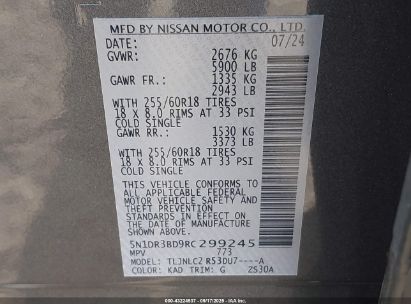 MFD BY NISSAN MOTOR CO., LTD.
DATE: 07/24
GVWR: 2676 KG
5900 LB
GAWR FR.: 1335 KG
2943 LB
WITH 255/60R18 TIRES
18 X 8.0 RIMS AT 33 PSI
COLD SINGLE
GAWR RR.: 1530 KG
3373 LB
WITH 255/60R18 TIRES
18 X 8.0 RIMS AT 33 PSI
COLD SINGLE
THIS VEHICLE CONFORMS TO
ALL APPLICABLE FEDERAL
MOTOR VEHICLE SAFETY AND
THEFT PREVENTION
STANDARDS IN EFFECT ON
THE DATE OF MANUFACTURE
SHOWN ABOVE.
5N1DR3BD9RC299245
MPV 773
MODEL: TLJNLCZ R53DU7----A
COLOR: KAD TRIM: G ZS30A